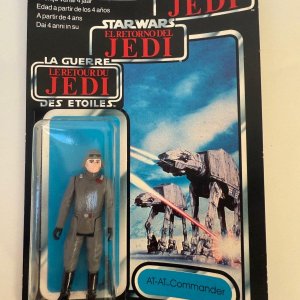 Edad a partir de los 4 años
A partir de 4 ans
Dai 4 anni in su
JEDI
STAR WARS
EL RETORNO DEL
JEDI
LA GUERRE
LE RETOUR DU
JEDI
DES ETOILES.
AT-AT Commander